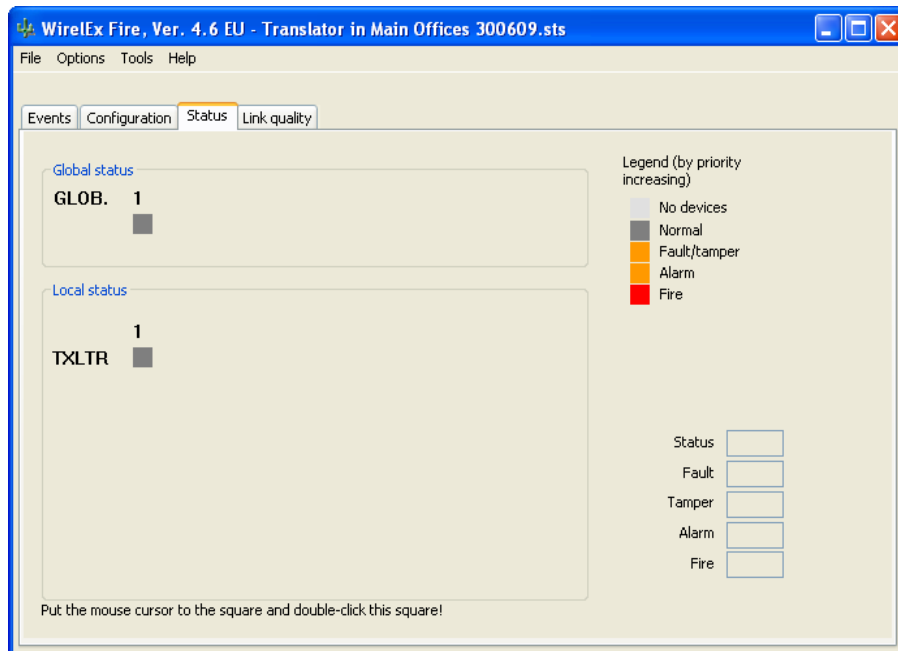 WirelEx Fire, Ver. 4.6 EU - Translator in Main Offices 300609.sts
File Options Tools Help
Events Configuration Status Link quality
Global status
GLOB. 1
Local status
1
TXLTR
Legend (by priority
increasing)
No devices
Normal
Fault/tamper
Alarm
Fire
Status
Fault
Tamper
Alarm
Fire
Put the mouse cursor to the square and double-click this square!